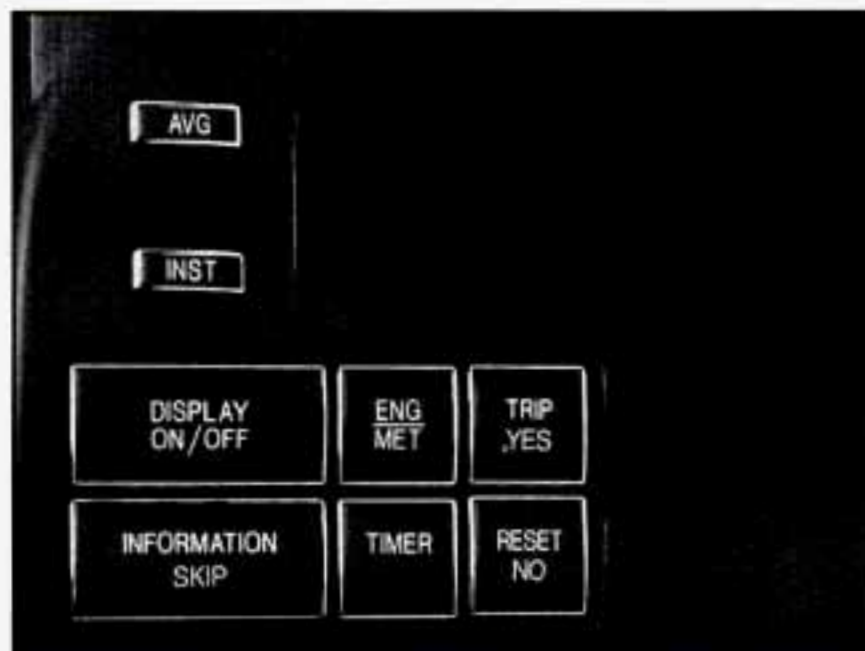 AVG
INST
DISPLAY
ON/OFF
ENG
MET
TRIP
YES
INFORMATION
SKIP
TIMER
RESET
NO